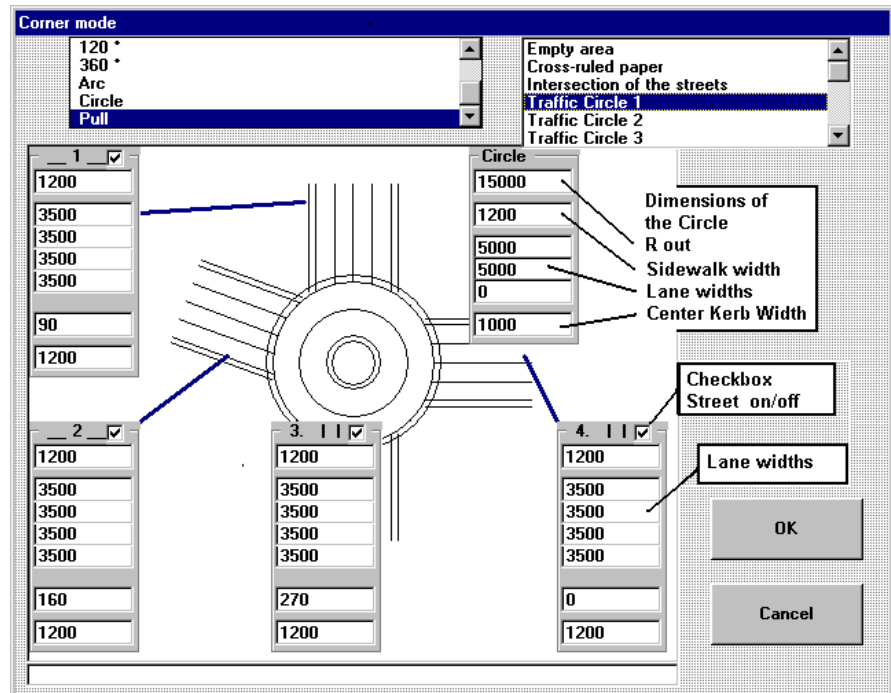 Corner mode
120 *
360 *
Arc
Circle
Pull
Empty area
Cross-ruled paper
Intersection of the streets
Traffic Circle 1
Traffic Circle 2
Traffic Circle 3
__ 1 __
1200
3500
3500
3500
3500
90
1200
Circle
15000
1200
5000
5000
0
1000
Dimensions of
the Circle
R out
Sidewalk width
Lane widths
Center Kerb Width
Checkbox
Street on/off
Lane widths
__ 2 __
1200
3500
3500
3500
3500
160
1200
3. | |
1200
3500
3500
3500
3500
270
1200
4. | |
1200
3500
3500
3500
3500
0
1200
OK
Cancel